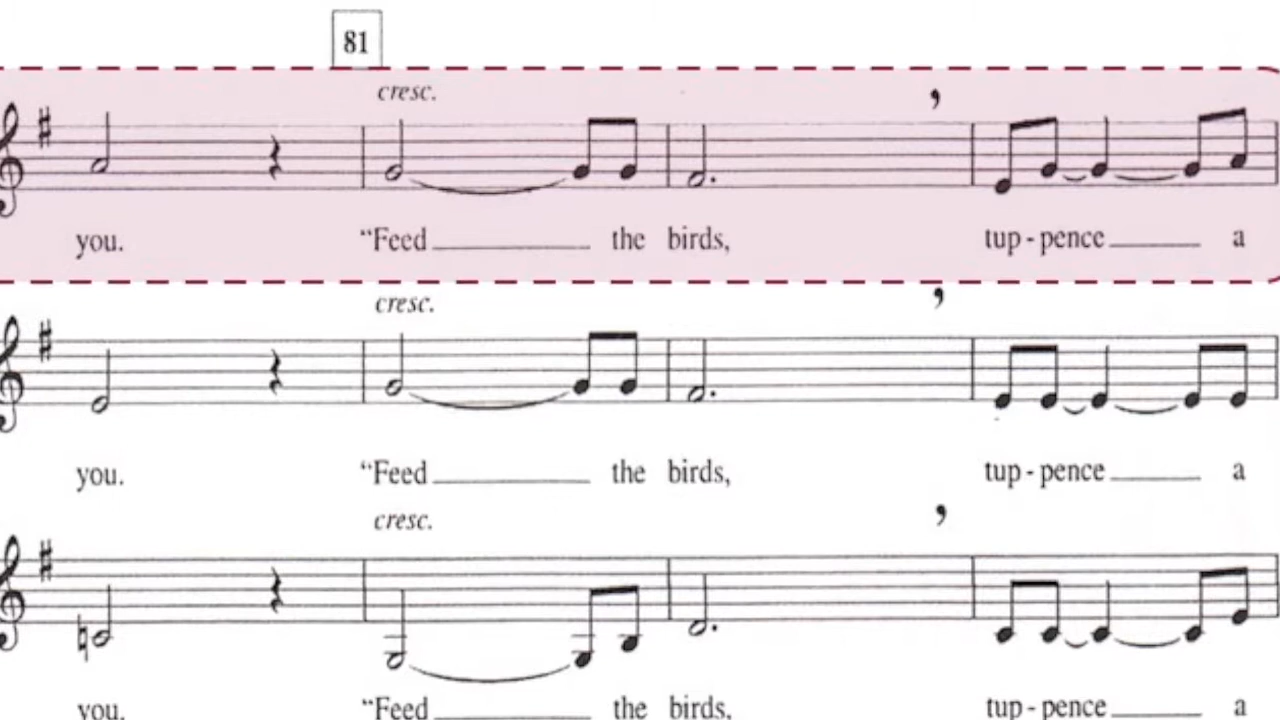 81
cresc.
you. “Feed the birds, tup - pence a
cresc.
you. “Feed the birds, tup - pence a
cresc.
you. “Feed the birds, tup - pence a